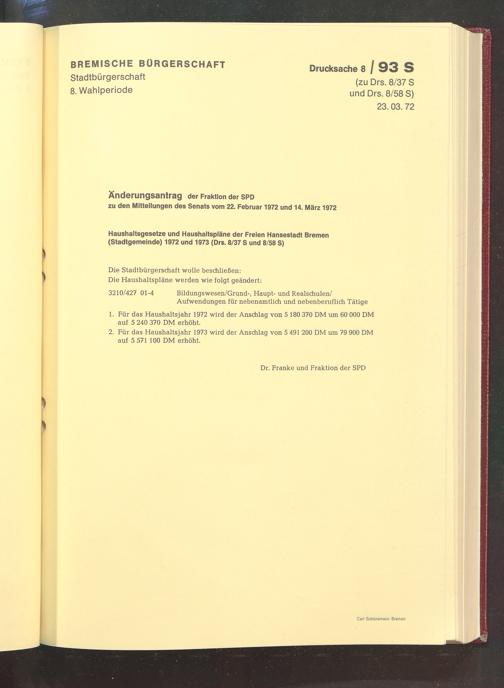 BREMISCHE BÜRGERSCHAFT
Stadtbürgerschaft
8. Wahlperiode
Drucksache 8 / 93 S
(zu Drs. 8/37 S
und Drs. 8/58 S)
23. 03. 72
Änderungsantrag der Fraktion der SPD
zu den Mitteilungen des Senats vom 22. Februar 1972 und 14. März 1972
Haushaltsgesetze und Haushaltspläne der Freien Hansestadt Bremen
(Stadtgemeinde) 1972 und 1973 (Drs. 8/37 S und 8/58 S)
Die Stadtbürgerschaft wolle beschließen:
Die Haushaltspläne werden wie folgt geändert:
3210/427 01-4 Bildungswesen/Grund-, Haupt- und Realschulen/
Aufwendungen für nebenamtlich und nebenberuflich Tätige
1. Für das Haushaltjahr 1972 wird der Anschlag von 5 180 370 DM um 60 000 DM
auf 5 240 370 DM erhöht.
2. Für das Haushaltjahr 1973 wird der Anschlag von 5 491 200 DM um 79 900 DM
auf 5 571 100 DM erhöht.
Dr. Franke und Fraktion der SPD
Carl Schünemann Bremen